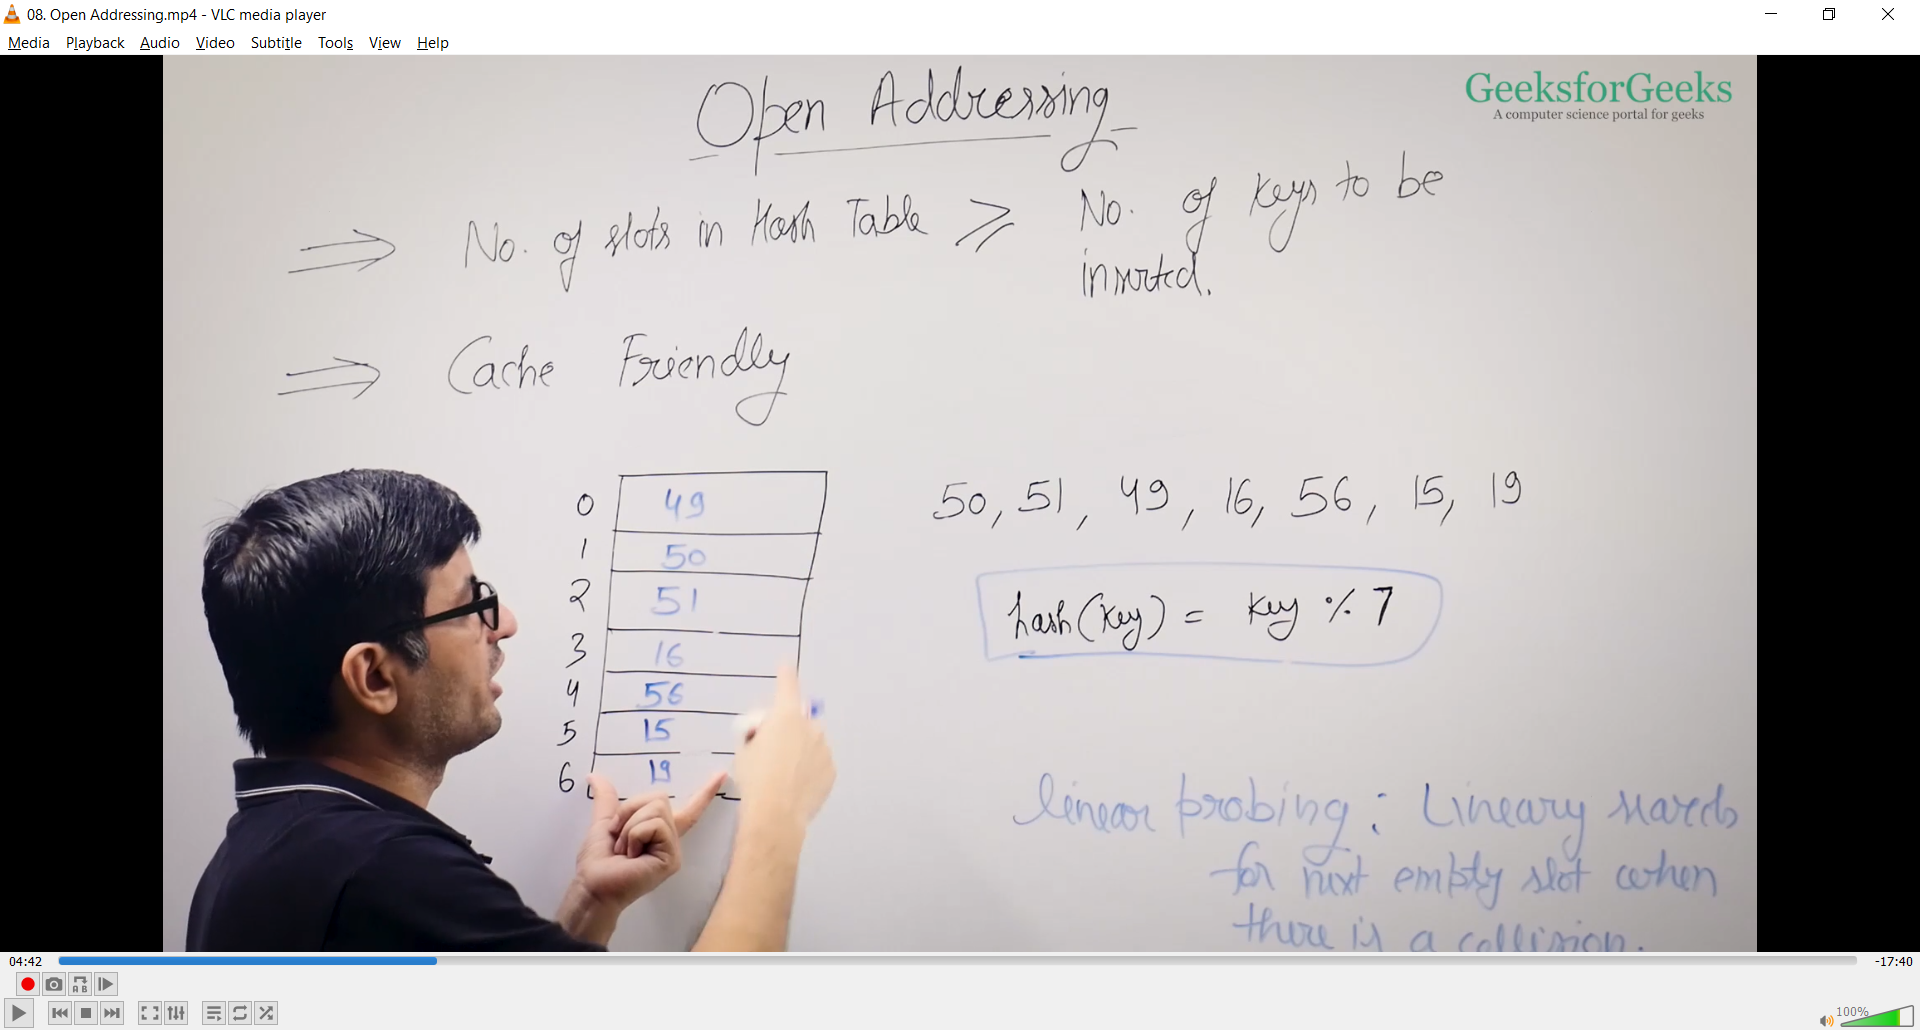 08. Open Addressing.mp4 - VLC media player
Media Playback Audio Video Subtitle Tools View Help
Open Addressing
GeeksforGeeks
A computer science portal for geeks
⇒ No. of slots in Hash Table ≥ No. of keys to be
inserted.
⇒ Cache Friendly
0 49
1 50
2 51
3 16
4 56
5 15
6 19
50, 51, 49, 16, 56, 15, 19
hash(key) = key % 7
linear probing: Lineary search
for next empty slot when
there is a collision.
04:42 -17:40
100%